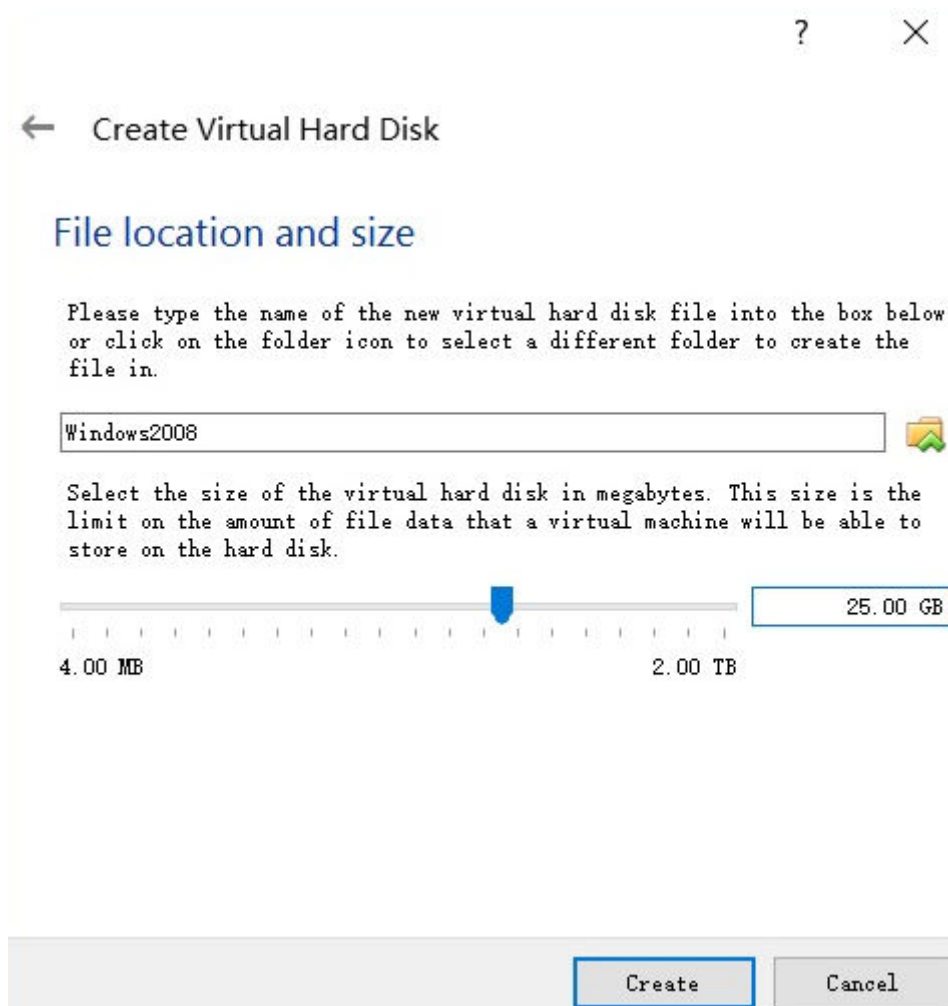 ?
Create Virtual Hard Disk
File location and size
Please type the name of the new virtual hard disk file into the box below
or click on the folder icon to select a different folder to create the
file in.
Windows2008
Select the size of the virtual hard disk in megabytes. This size is the
limit on the amount of file data that a virtual machine will be able to
store on the hard disk.
25.00 GB
4.00 MB 2.00 TB
Create Cancel